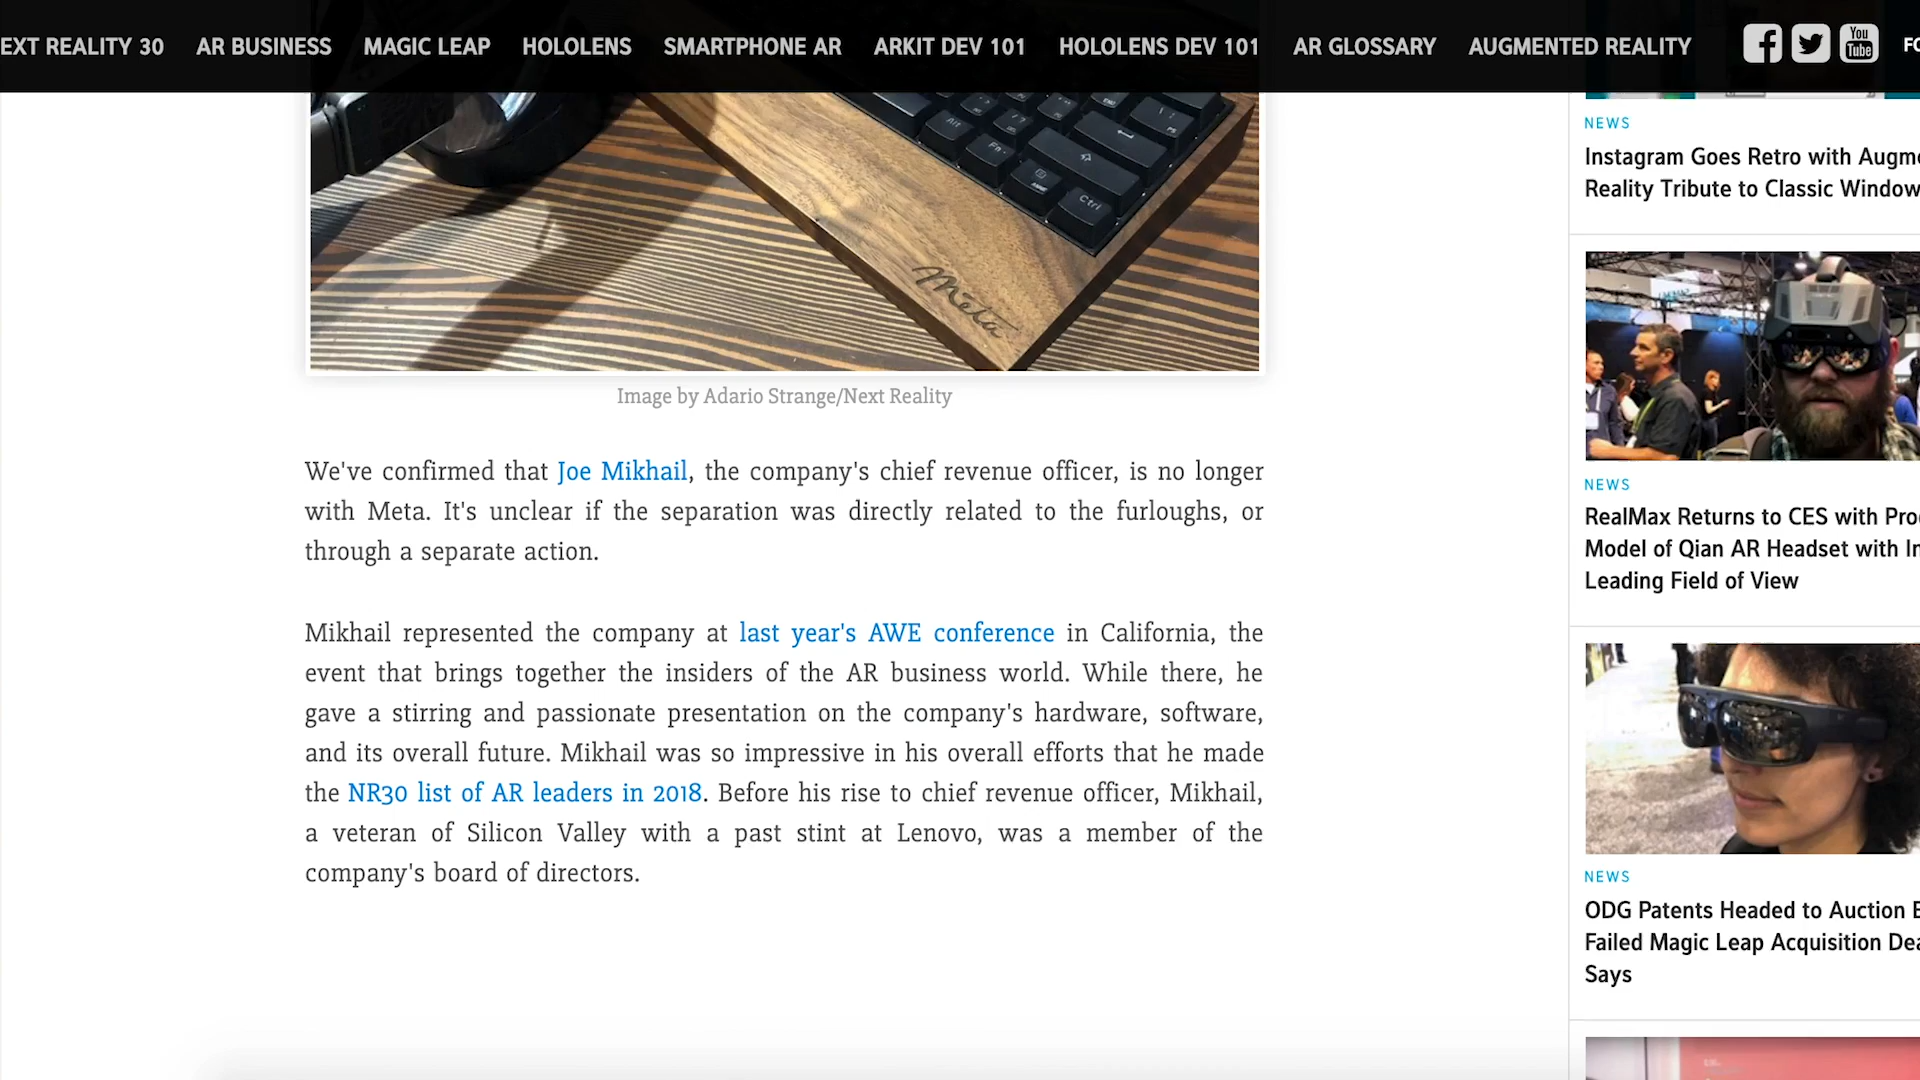 EXT REALITY 30 AR BUSINESS MAGIC LEAP HOLOLENS SMARTPHONE AR ARKIT DEV 101 HOLOLENS DEV 101 AR GLOSSARY AUGMENTED REALITY You Tube FO
Alt
Fn
Ctrl
Meta
Image by Adario Strange/Next Reality
We've confirmed that Joe Mikhail, the company's chief revenue officer, is no longer
with Meta. It's unclear if the separation was directly related to the furloughs, or
through a separate action.
Mikhail represented the company at last year's AWE conference in California, the
event that brings together the insiders of the AR business world. While there, he
gave a stirring and passionate presentation on the company's hardware, software,
and its overall future. Mikhail was so impressive in his overall efforts that he made
the NR30 list of AR leaders in 2018. Before his rise to chief revenue officer, Mikhail,
a veteran of Silicon Valley with a past stint at Lenovo, was a member of the
company's board of directors.
NEWS
Instagram Goes Retro with Augme
Reality Tribute to Classic Window
NEWS
RealMax Returns to CES with Pro
Model of Qian AR Headset with In
Leading Field of View
NEWS
ODG Patents Headed to Auction
Failed Magic Leap Acquisition Dea
Says